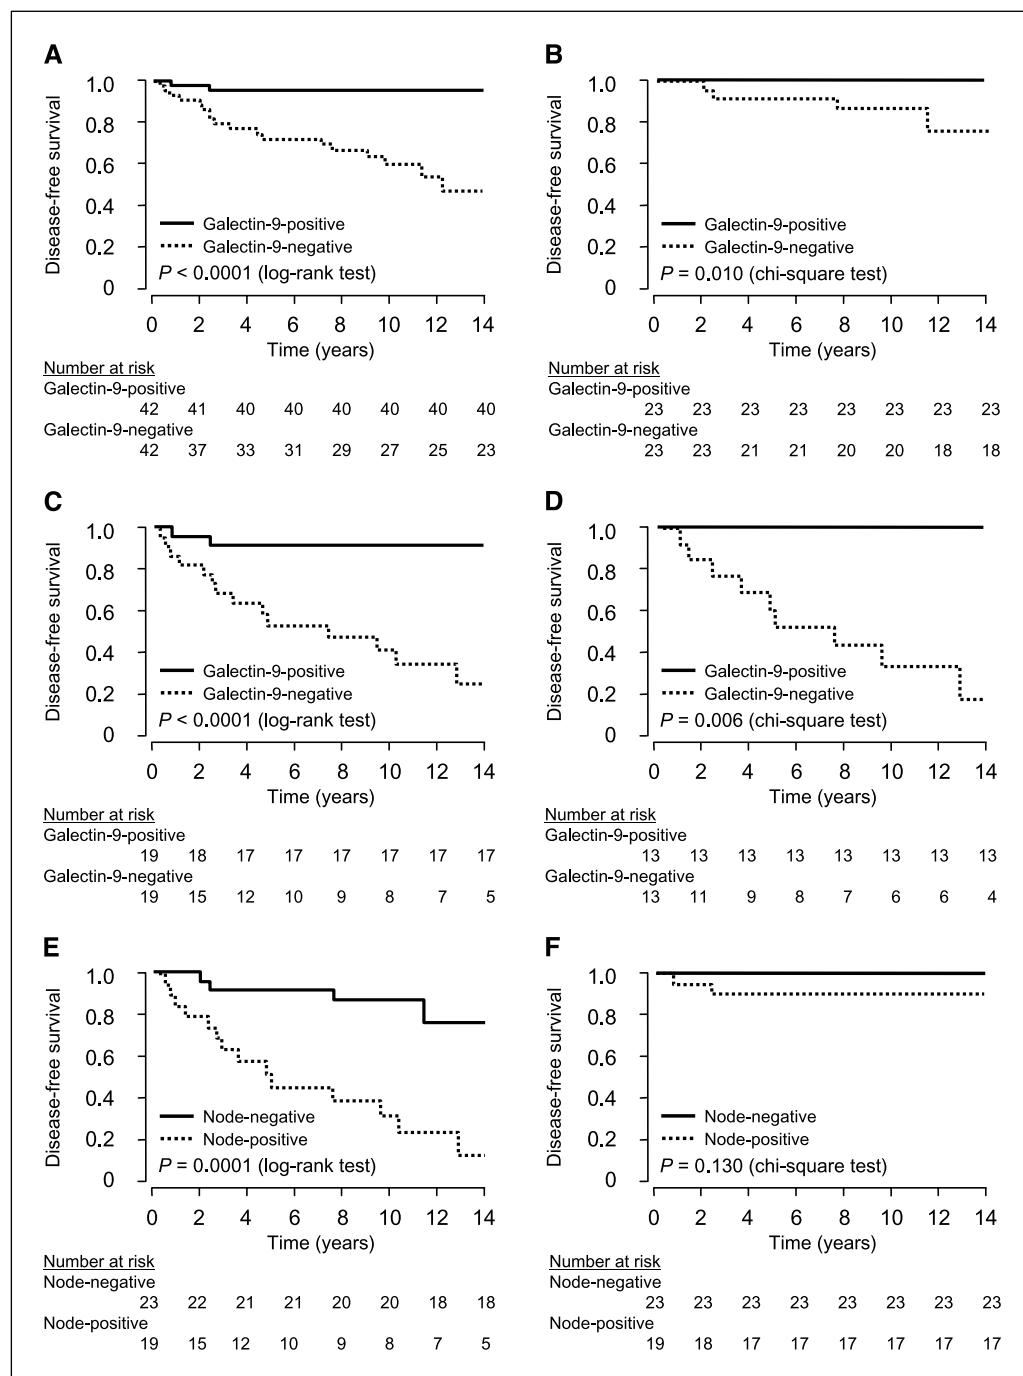 A
Disease-free survival
1.0
0.8
0.6
0.4
0.2
0
Galectin-9-positive
Galectin-9-negative
P < 0.0001 (log-rank test)
0 2 4 6 8 10 12 14
Time (years)
Number at risk
Galectin-9-positive
42 41 40 40 40 40 40 40
Galectin-9-negative
42 37 33 31 29 27 25 23
B
Disease-free survival
1.0
0.8
0.6
0.4
0.2
0
Galectin-9-positive
Galectin-9-negative
P = 0.010 (chi-square test)
0 2 4 6 8 10 12 14
Time (years)
Number at risk
Galectin-9-positive
23 23 23 23 23 23 23 23
Galectin-9-negative
23 23 21 21 20 20 18 18
C
Disease-free survival
1.0
0.8
0.6
0.4
0.2
0
Galectin-9-positive
Galectin-9-negative
P < 0.0001 (log-rank test)
0 2 4 6 8 10 12 14
Time (years)
Number at risk
Galectin-9-positive
19 18 17 17 17 17 17 17
Galectin-9-negative
19 15 12 10 9 8 7 5
D
Disease-free survival
1.0
0.8
0.6
0.4
0.2
0
Galectin-9-positive
Galectin-9-negative
P = 0.006 (chi-square test)
0 2 4 6 8 10 12 14
Time (years)
Number at risk
Galectin-9-positive
13 13 13 13 13 13 13 13
Galectin-9-negative
13 11 9 8 7 6 6 4
E
Disease-free survival
1.0
0.8
0.6
0.4
0.2
0
Node-negative
Node-positive
P = 0.0001 (log-rank test)
0 2 4 6 8 10 12 14
Time (years)
Number at risk
Node-negative
23 22 21 21 20 20 18 18
Node-positive
19 15 12 10 9 8 7 5
F
Disease-free survival
1.0
0.8
0.6
0.4
0.2
0
Node-negative
Node-positive
P = 0.130 (chi-square test)
0 2 4 6 8 10 12 14
Time (years)
Number at risk
Node-negative
23 23 23 23 23 23 23 23
Node-positive
19 18 17 17 17 17 17 17